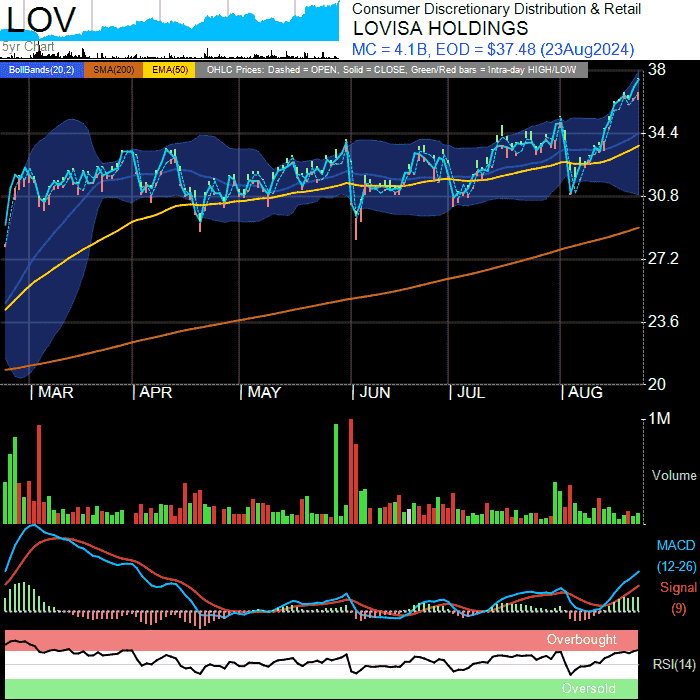 LOV
5yr Chart
Consumer Discretionary Distribution & Retail
LOVISA HOLDINGS
MC = 4.1B, EOD = $37.48 (23Aug2024)
BollBands(20,2) SMA(200) EMA(50) OHLC Prices: Dashed = OPEN, Solid = CLOSE, Green/Red bars = Intra-day HIGH/LOW
38
34.4
30.8
27.2
23.6
20
| MAR | APR | MAY | JUN | JUL | AUG
1M
Volume
MACD
(12-26)
Signal
(9)
Overbought
RSI(14)
Oversold